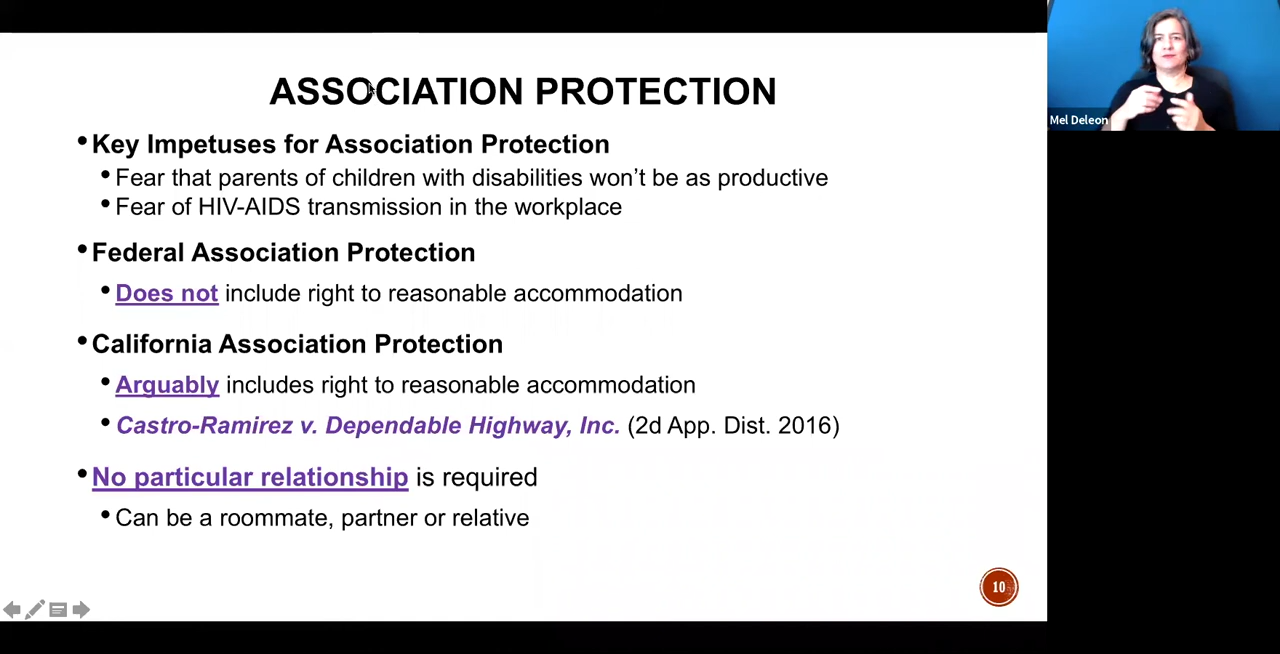 ASSOCIATION PROTECTION
• Key Impetuses for Association Protection
• Fear that parents of children with disabilities won’t be as productive
• Fear of HIV-AIDS transmission in the workplace
• Federal Association Protection
• Does not include right to reasonable accommodation
• California Association Protection
• Arguably includes right to reasonable accommodation
• Castro-Ramirez v. Dependable Highway, Inc. (2d App. Dist. 2016)
• No particular relationship is required
• Can be a roommate, partner or relative
10
Mel Deleon